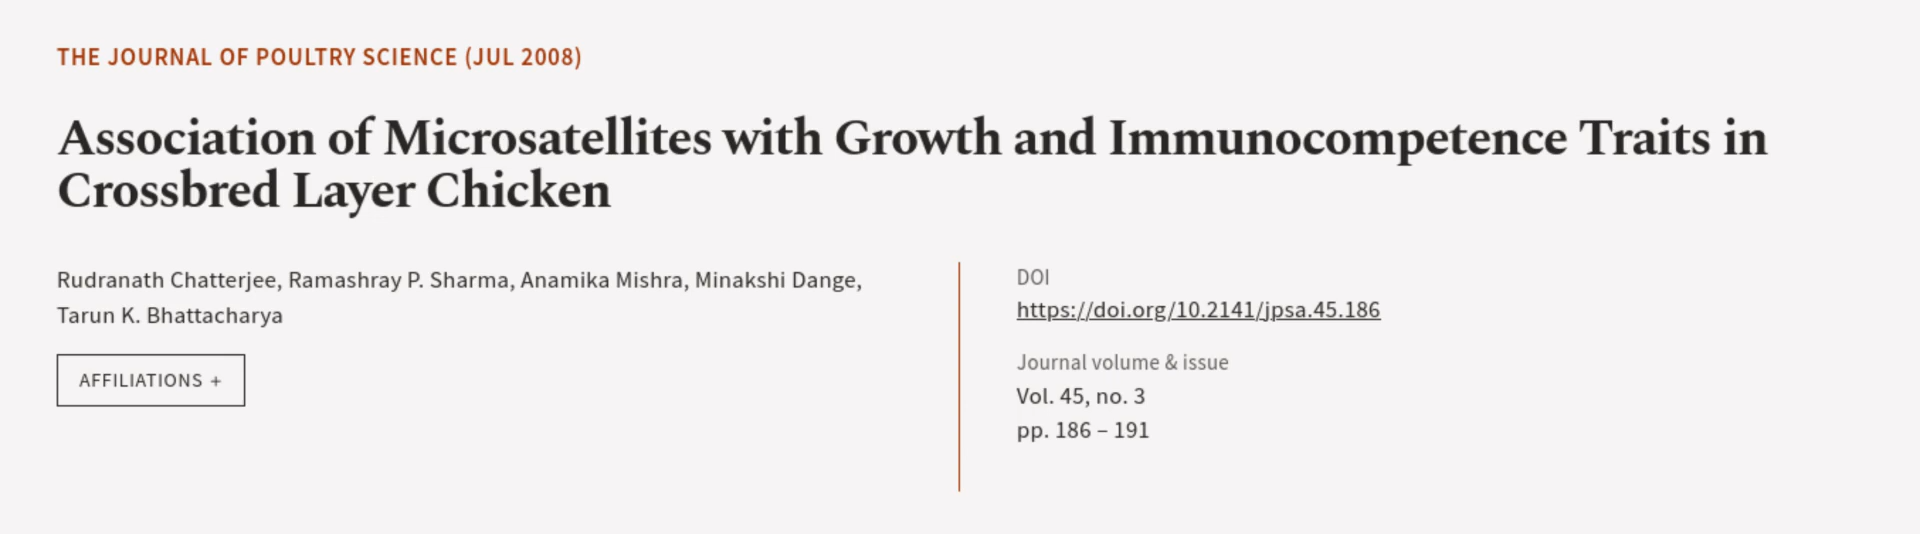 THE JOURNAL OF POULTRY SCIENCE (JUL 2008)
Association of Microsatellites with Growth and Immunocompetence Traits in
Crossbred Layer Chicken
Rudranath Chatterjee, Ramashray P. Sharma, Anamika Mishra, Minakshi Dange,
Tarun K. Bhattacharya
AFFILIATIONS +
DOI
https://doi.org/10.2141/jpsa.45.186
Journal volume & issue
Vol. 45, no. 3
pp. 186 – 191